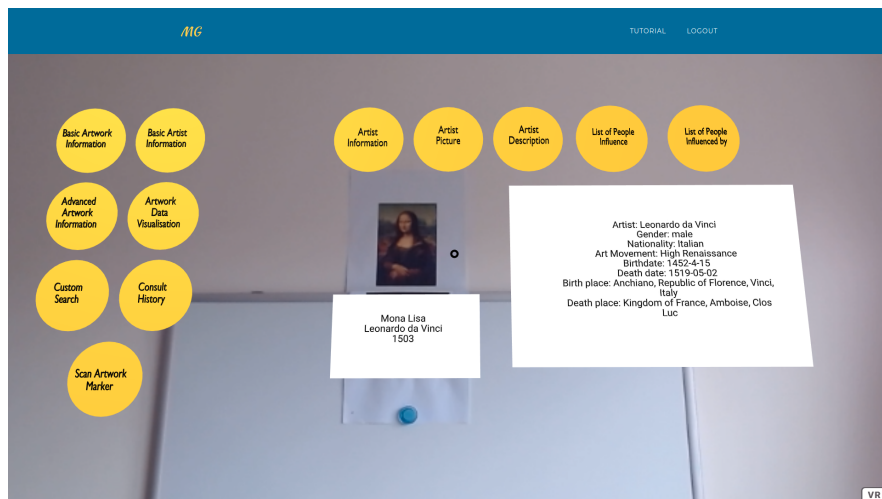 MG
TUTORIAL
LOGOUT
Basic Artwork
Information
Basic Artist
Information
Artist
Information
Artist
Picture
Artist
Description
List of People
Influence
List of People
Influenced by
Advanced
Artwork
Information
Artwork
Data
Visualisation
Custom
Search
Consult
History
Scan Artwork
Marker
Mona Lisa
Leonardo da Vinci
1503
Artist: Leonardo da Vinci
Gender: male
Nationality: Italian
Art Movement: High Renaissance
Birthdate: 1452-4-15
Death date: 1519-05-02
Birth place: Anchiano, Republic of Florence, Vinci,
Italy
Death place: Kingdom of France, Amboise, Clos
Luc
VR